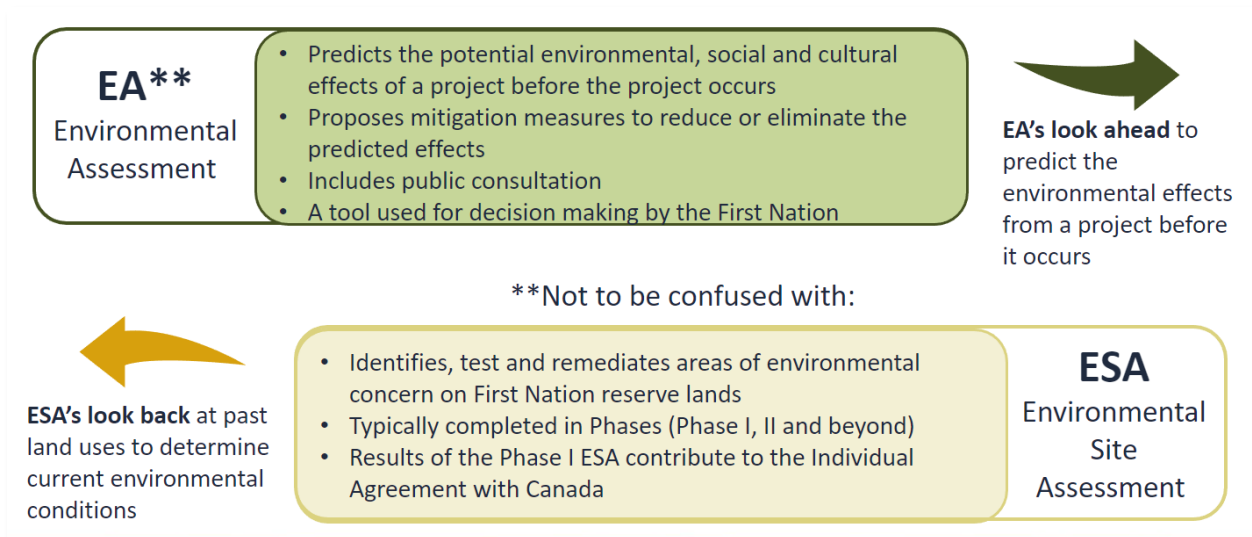 EA**
Environmental
Assessment
• Predicts the potential environmental, social and cultural
effects of a project before the project occurs
• Proposes mitigation measures to reduce or eliminate the
predicted effects
• Includes public consultation
• A tool used for decision making by the First Nation
EA's look ahead to
predict the
environmental effects
from a project before
it occurs
**Not to be confused with:
ESA's look back at past
land uses to determine
current environmental
conditions
• Identifies, test and remediates areas of environmental
concern on First Nation reserve lands
• Typically completed in Phases (Phase I, II and beyond)
• Results of the Phase I ESA contribute to the Individual
Agreement with Canada
ESA
Environmental
Site
Assessment